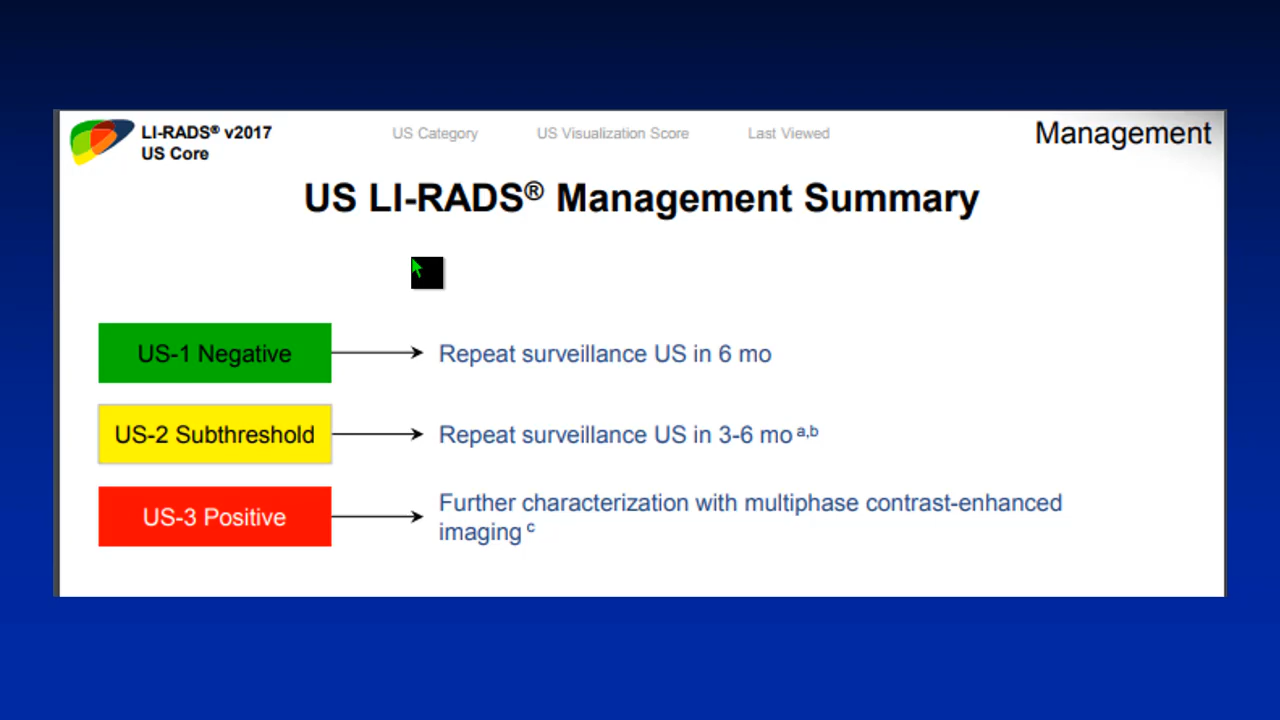 LI-RADS® v2017
US Core
US Category
US Visualization Score
Last Viewed
Management
US LI-RADS® Management Summary
US-1 Negative
Repeat surveillance US in 6 mo
US-2 Subthreshold
Repeat surveillance US in 3-6 mo a,b
US-3 Positive
Further characterization with multiphase contrast-enhanced
imaging c